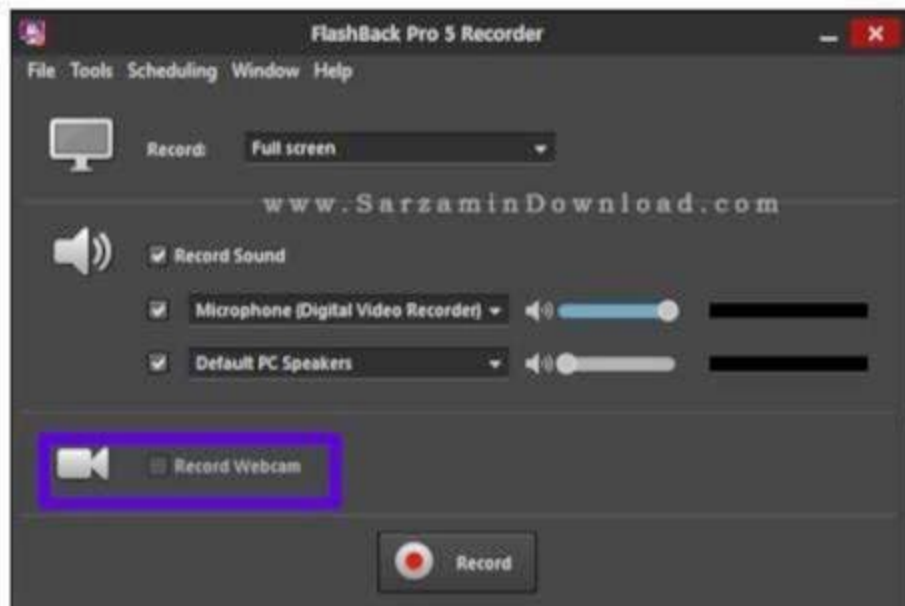 FlashBack Pro 5 Recorder
File Tools Scheduling Window Help
Record: Full screen
www.SarzaminDownload.com
Record Sound
Microphone (Digital Video Recorder)
Default PC Speakers
Record Webcam
Record